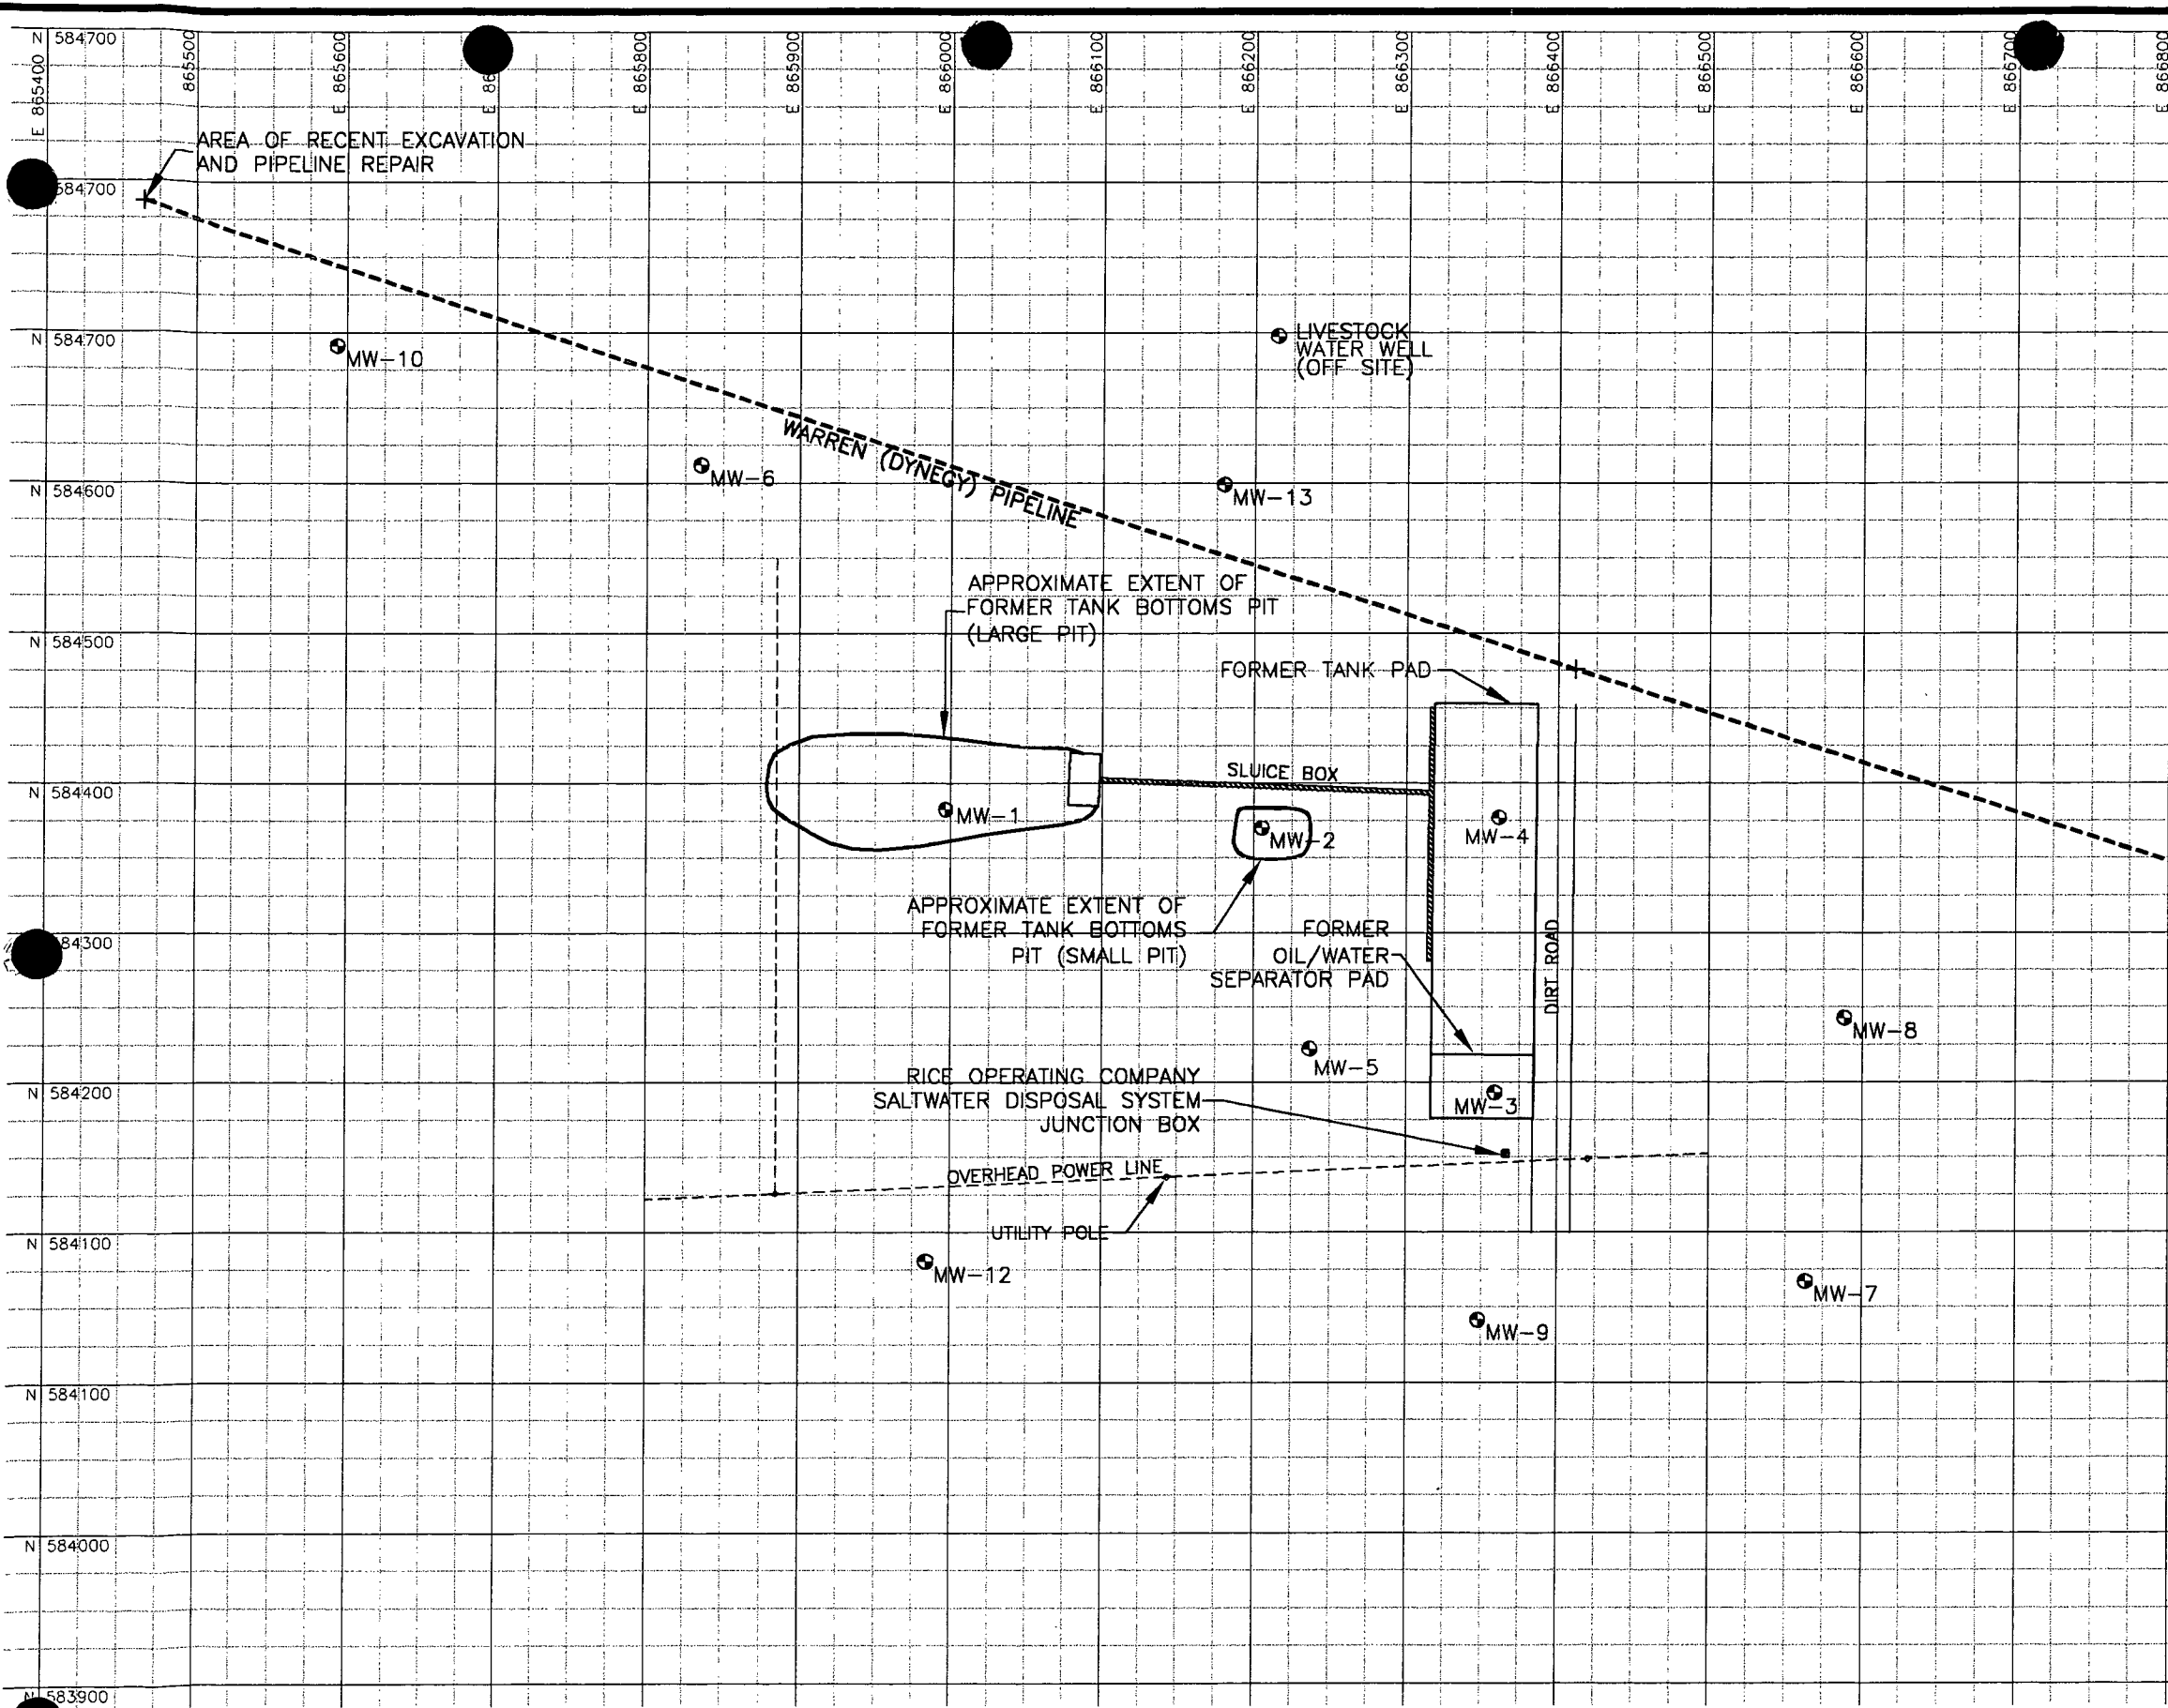 N 584700
E 865400
865500
E 865600
E 865800
E 865900
E 866000
E 866100
E 866200
E 866300
E 866400
E 866500
E 866600
E 866700
E 866800
AREA OF RECENT EXCAVATION
AND PIPELINE REPAIR
584700
N 584700
MW-10
LIVESTOCK
WATER WELL
(OFF SITE)
WARREN (DYNEGY) PIPELINE
MW-6
N 584600
MW-13
APPROXIMATE EXTENT OF
FORMER TANK BOTTOMS PIT
(LARGE PIT)
N 584500
FORMER TANK PAD
SLUICE BOX
N 584400
MW-1
MW-2
MW-4
APPROXIMATE EXTENT OF
FORMER TANK BOTTOMS
PIT (SMALL PIT)
84300
FORMER
OIL/WATER
SEPARATOR PAD
DIRT ROAD
MW-8
MW-5
N 584200
RICE OPERATING COMPANY
SALTWATER DISPOSAL SYSTEM
JUNCTION BOX
MW-3
OVERHEAD POWER LINE
UTILITY POLE
N 584100
MW-12
MW-7
MW-9
N 584100
N 584000
N 583900